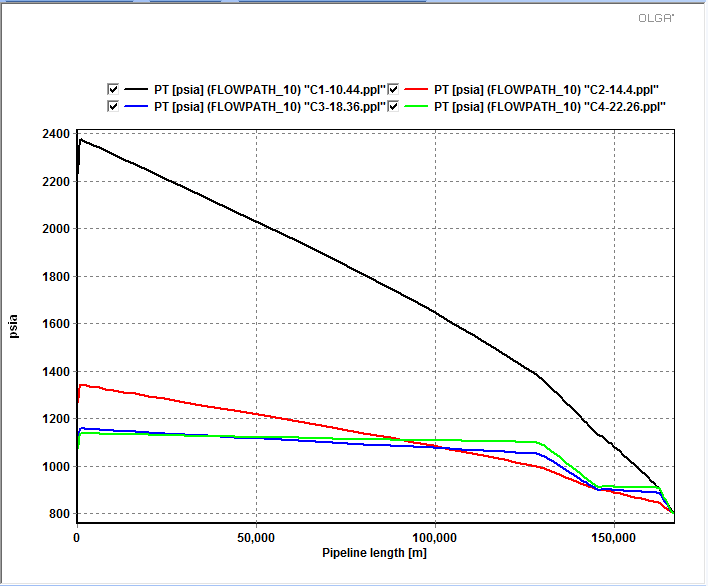 OLGA
PT [psia] (FLOWPATH_10) "C1-10.44.ppl" PT [psia] (FLOWPATH_10) "C2-14.4.ppl"
PT [psia] (FLOWPATH_10) "C3-18.36.ppl" PT [psia] (FLOWPATH_10) "C4-22.26.ppl"
2400
2200
2000
1800
1600
1400
1200
1000
800
psia
0 50,000 100,000 150,000
Pipeline length [m]